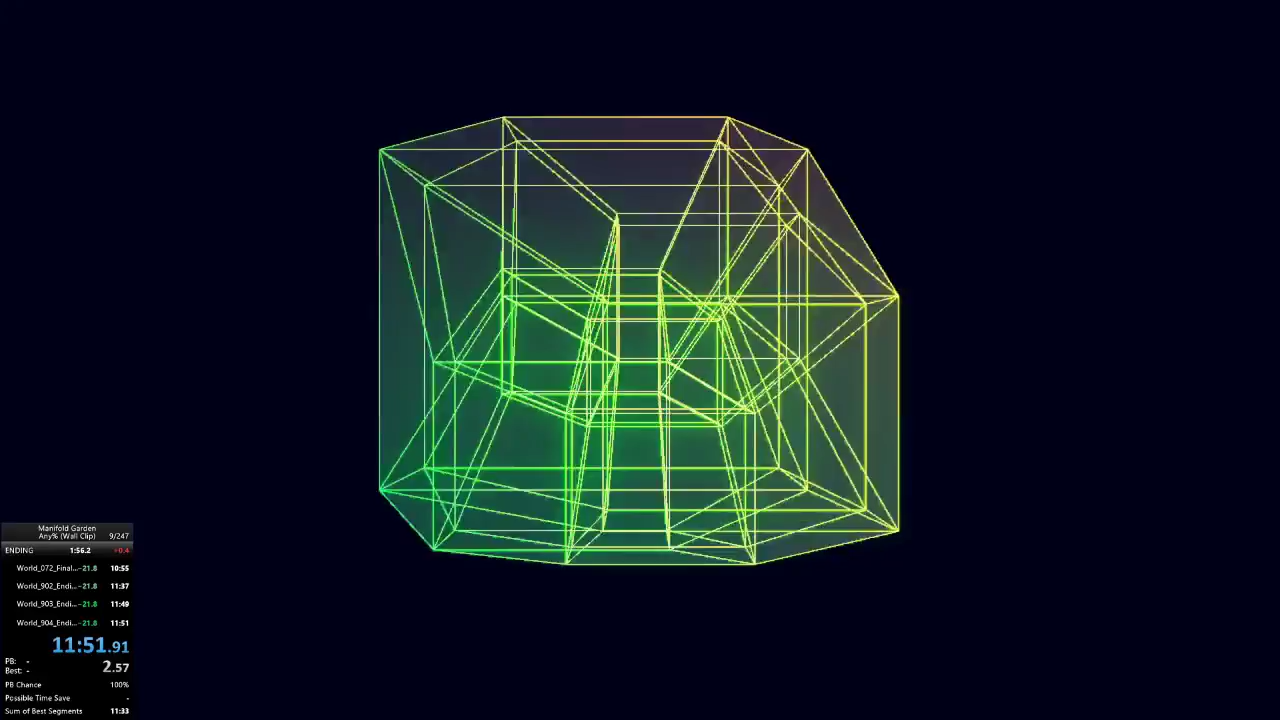 Manifold Garden
Any% (Wall Clip) 9/247
ENDING 1:56.2 +0.4
World_072_Final... -21.8 10:55
World_902_Endi... -21.8 11:37
World_903_Endi... -21.8 11:49
World_904_Endi... -21.8 11:51
11:51.91
PB: - 2.57
Best: -
PB Chance 100%
Possible Time Save -
Sum of Best Segments 11:33